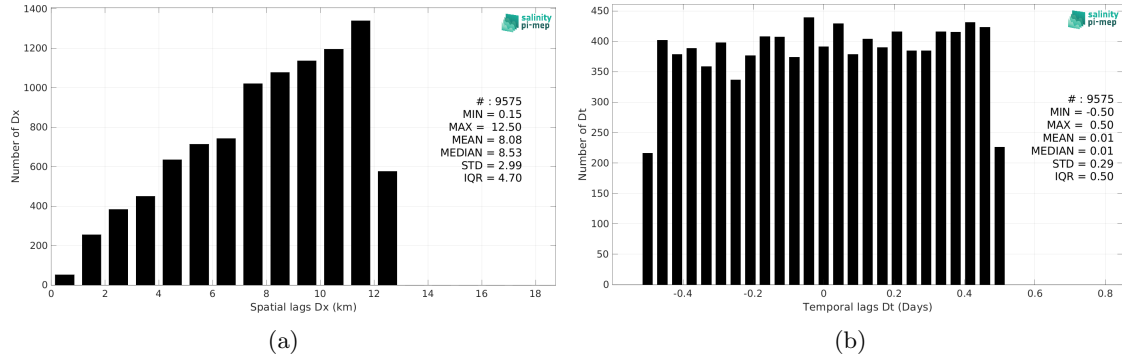 1400
1200
1000
800
600
400
200
0
0 2 4 6 8 10 12 14 16 18
Number of Dx
Spatial lags Dx (km)
salinity
pi-mep
# : 9575
MIN = 0.15
MAX = 12.50
MEAN = 8.08
MEDIAN = 8.53
STD = 2.99
IQR = 4.70
(a)
450
400
350
300
250
200
150
100
50
0
-0.4 -0.2 0 0.2 0.4 0.6 0.8
Number of Dt
Temporal lags Dt (Days)
salinity
pi-mep
# : 9575
MIN = -0.50
MAX = 0.50
MEAN = 0.01
MEDIAN = 0.01
STD = 0.29
IQR = 0.50
(b)